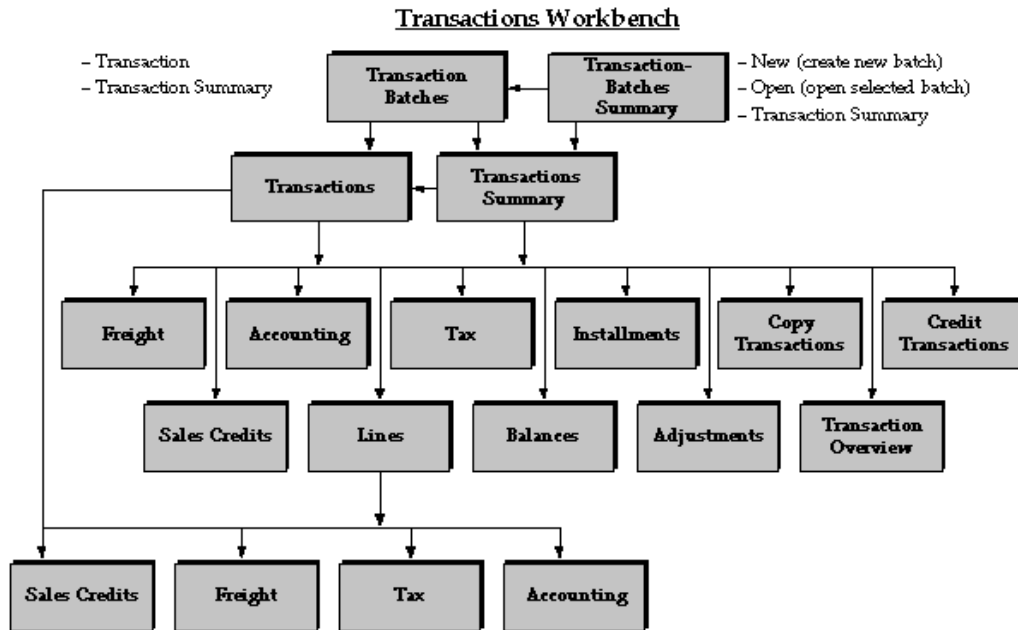 Transactions Workbench
– Transaction
– Transaction Summary
Transaction
Batches
Transaction-
Batches
Summary
– New (create new batch)
– Open (open selected batch)
– Transaction Summary
Transactions
Transactions
Summary
Freight
Accounting
Tax
Installments
Copy
Transactions
Credit
Transactions
Sales Credits
Lines
Balances
Adjustments
Transaction
Overview
Sales Credits
Freight
Tax
Accounting